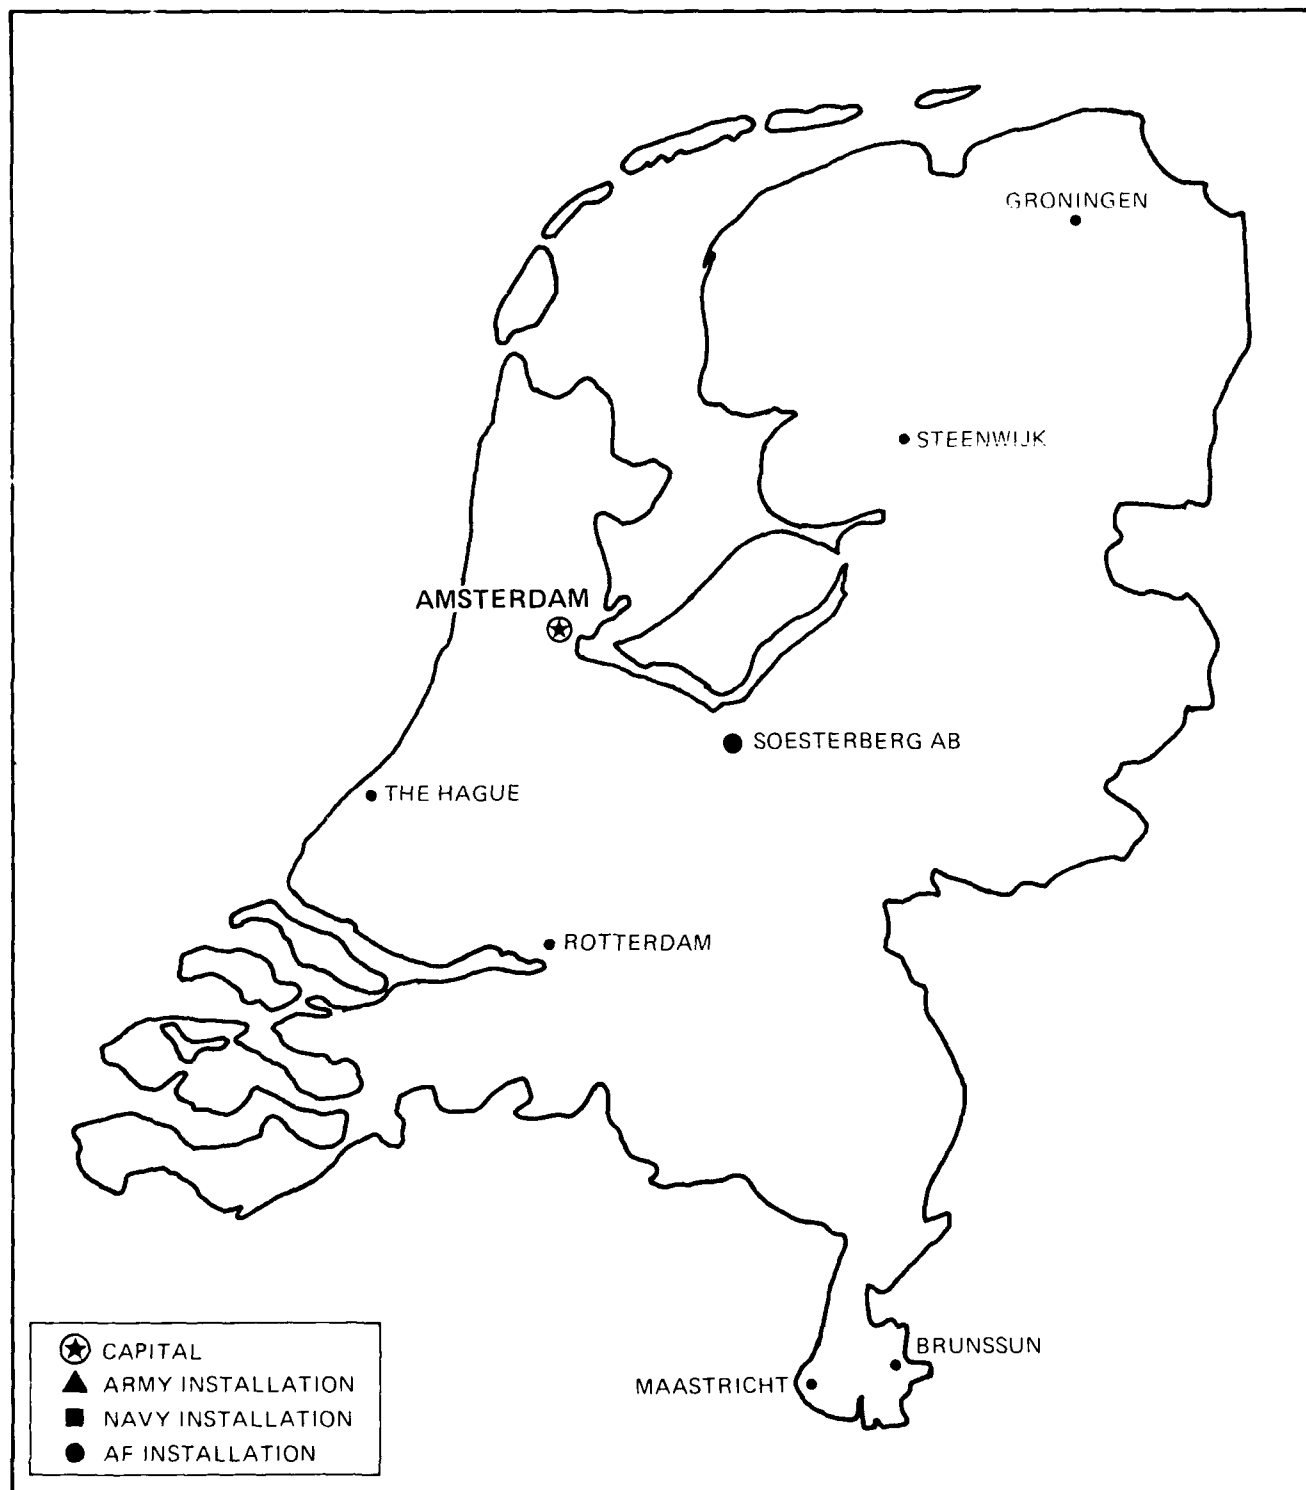 GRONINGEN
STEENWIJK
AMSTERDAM
SOESTERBERG AB
THE HAGUE
ROTTERDAM
BRUNSSUN
MAASTRICHT
CAPITAL
ARMY INSTALLATION
NAVY INSTALLATION
AF INSTALLATION